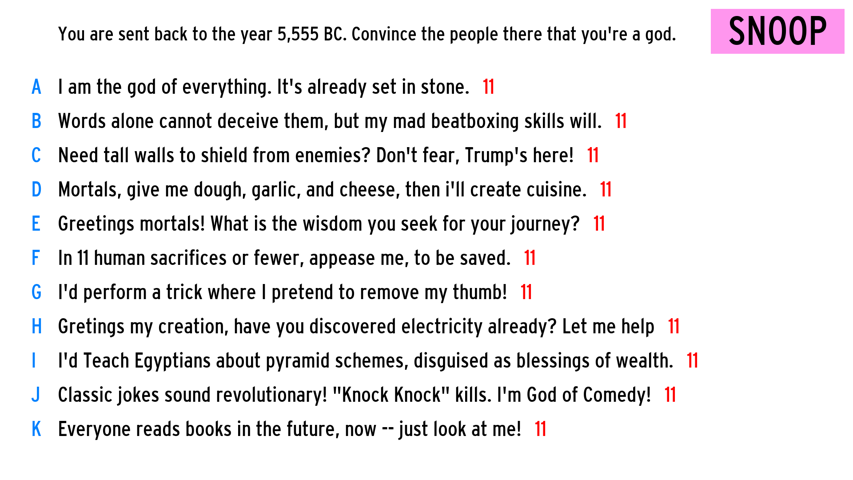 You are sent back to the year 5,555 BC. Convince the people there that you're a god.
SNOOP
A I am the god of everything. It's already set in stone. 11
B Words alone cannot deceive them, but my mad beatboxing skills will. 11
C Need tall walls to shield from enemies? Don't fear, Trump's here! 11
D Mortals, give me dough, garlic, and cheese, then i'll create cuisine. 11
E Greetings mortals! What is the wisdom you seek for your journey? 11
F In 11 human sacrifices or fewer, appease me, to be saved. 11
G I'd perform a trick where I pretend to remove my thumb! 11
H Gretings my creation, have you discovered electricity already? Let me help 11
I I'd Teach Egyptians about pyramid schemes, disguised as blessings of wealth. 11
J Classic jokes sound revolutionary! "Knock Knock" kills. I'm God of Comedy! 11
K Everyone reads books in the future, now -- just look at me! 11